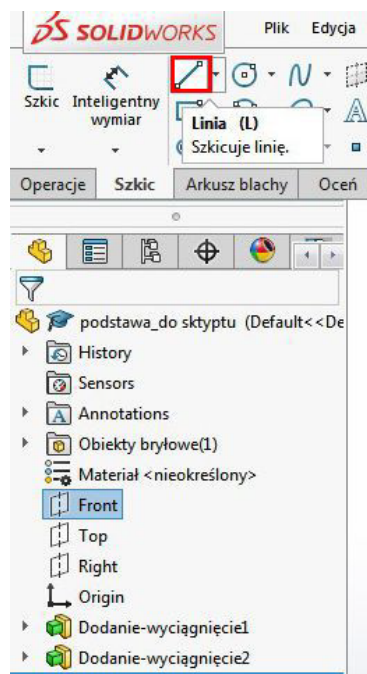 SOLIDWORKS Plik Edycja
Szkic Inteligentny wymiar
Linia (L)
Szkicuje linię.
Operacje Szkic Arkusz blachy Oceń
podstawa_do sktyptu (Default<<De
History
Sensors
Annotations
Obiekty bryłowe(1)
Materiał <nieokreślony>
Front
Top
Right
Origin
Dodanie-wyciągnięcie1
Dodanie-wyciągnięcie2